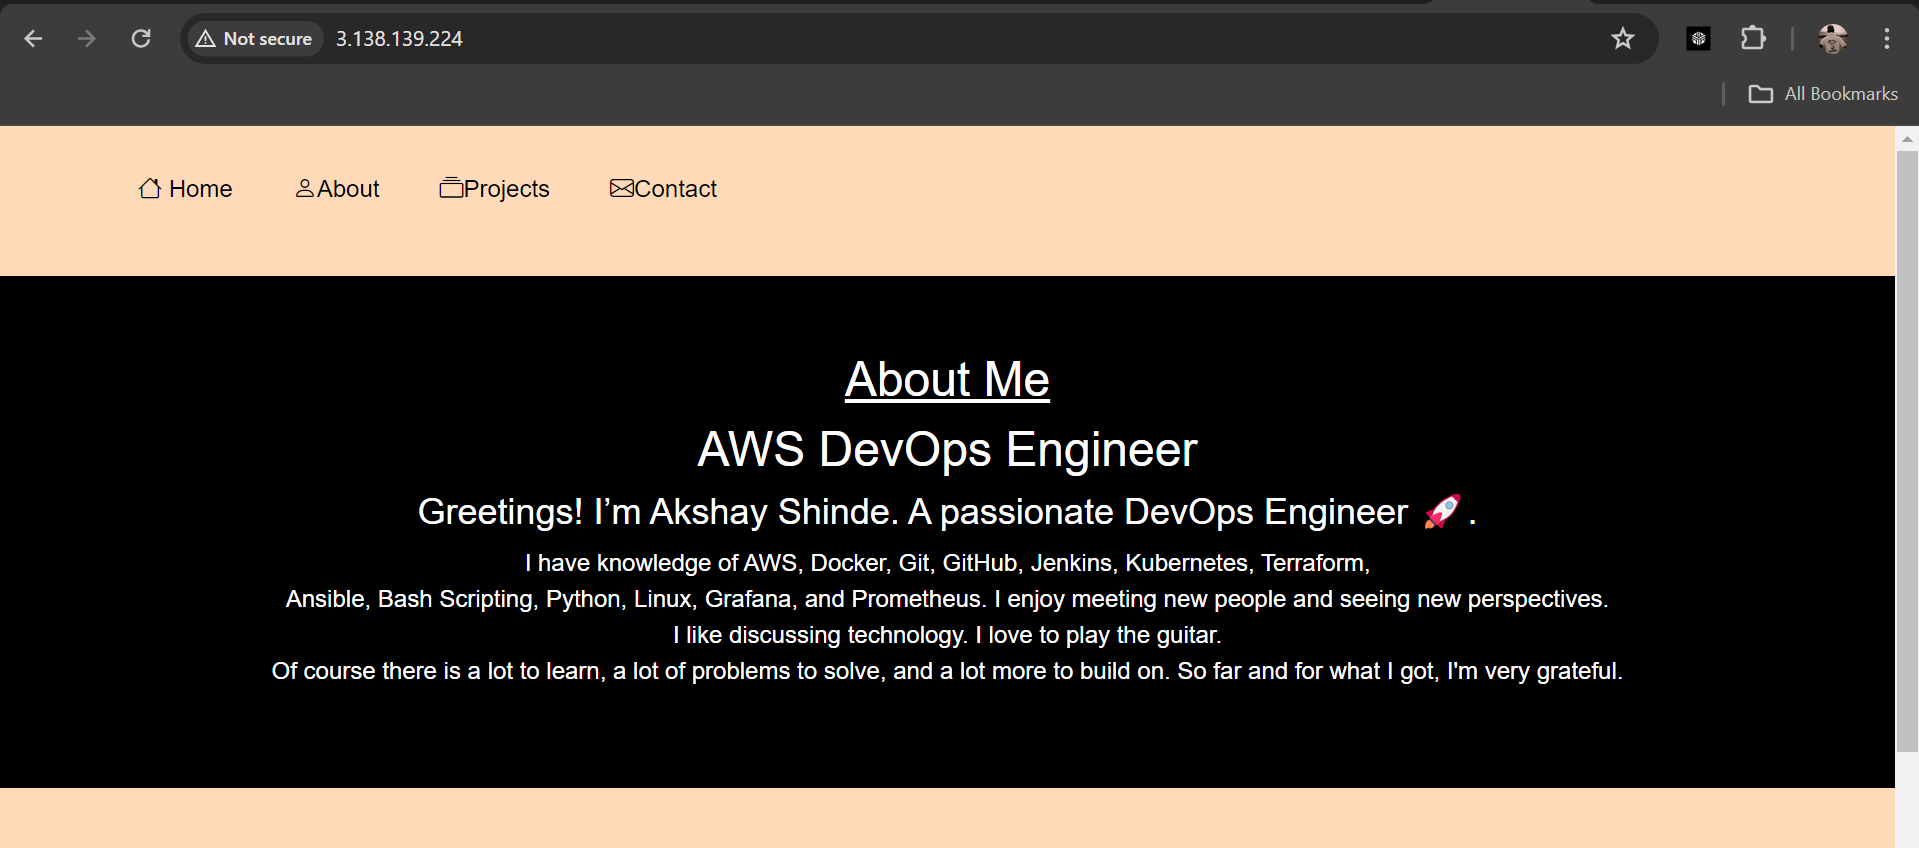 Not secure 3.138.139.224
All Bookmarks
Home About Projects Contact
About Me
AWS DevOps Engineer
Greetings! I’m Akshay Shinde. A passionate DevOps Engineer 🚀.
I have knowledge of AWS, Docker, Git, GitHub, Jenkins, Kubernetes, Terraform,
Ansible, Bash Scripting, Python, Linux, Grafana, and Prometheus. I enjoy meeting new people and seeing new perspectives.
I like discussing technology. I love to play the guitar.
Of course there is a lot to learn, a lot of problems to solve, and a lot more to build on. So far and for what I got, I'm very grateful.